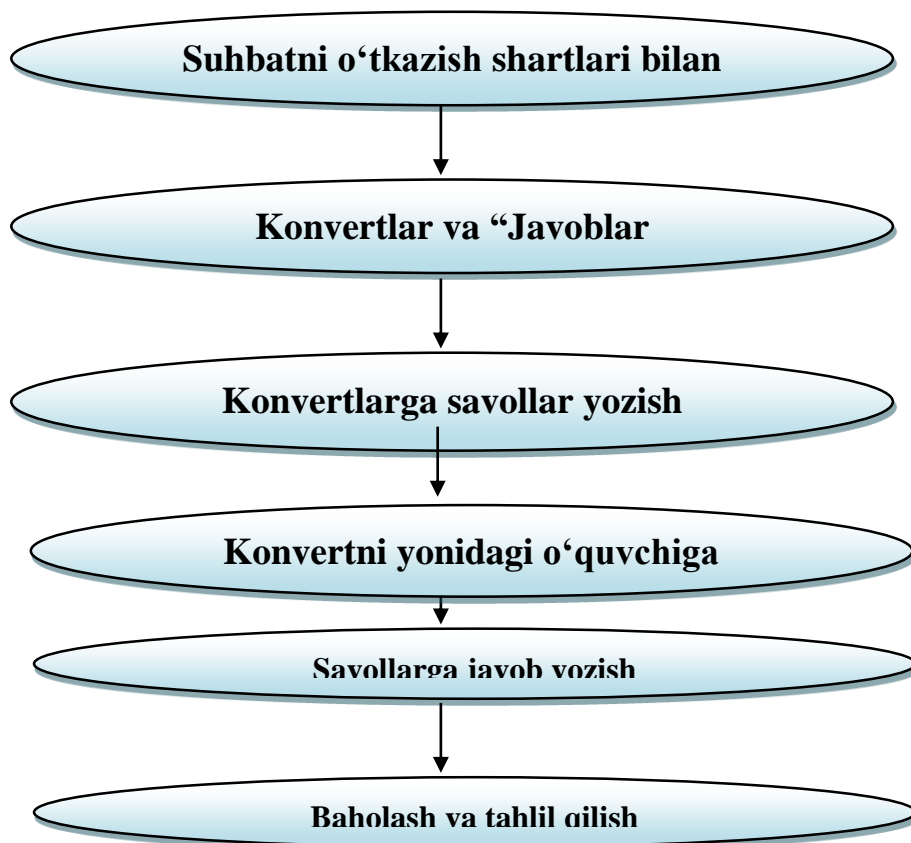 Suhbatni o‘tkazish shartlari bilan
Konvertlar va “Javoblar
Konvertlarga savollar yozish
Konvertni yonidagi o‘quvchiga
Savollarga javob yozish
Baholash va tahlil qilish